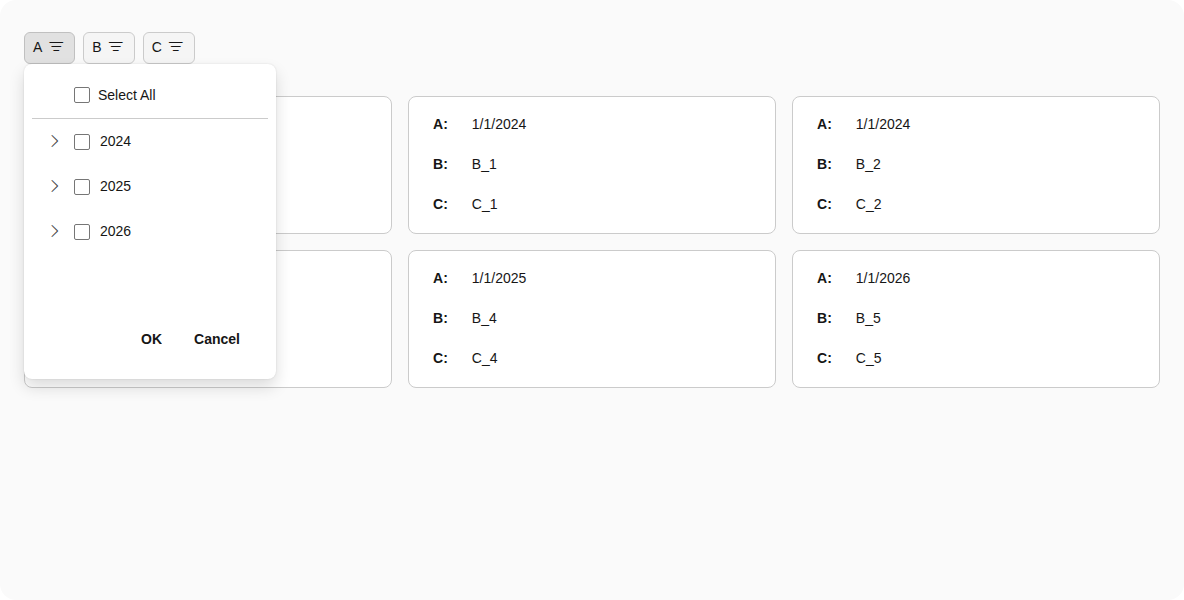 A B C
Select All
2024
2025
2026
OK Cancel
A: 1/1/2024
B: B_1
C: C_1
A: 1/1/2024
B: B_2
C: C_2
A: 1/1/2025
B: B_4
C: C_4
A: 1/1/2026
B: B_5
C: C_5